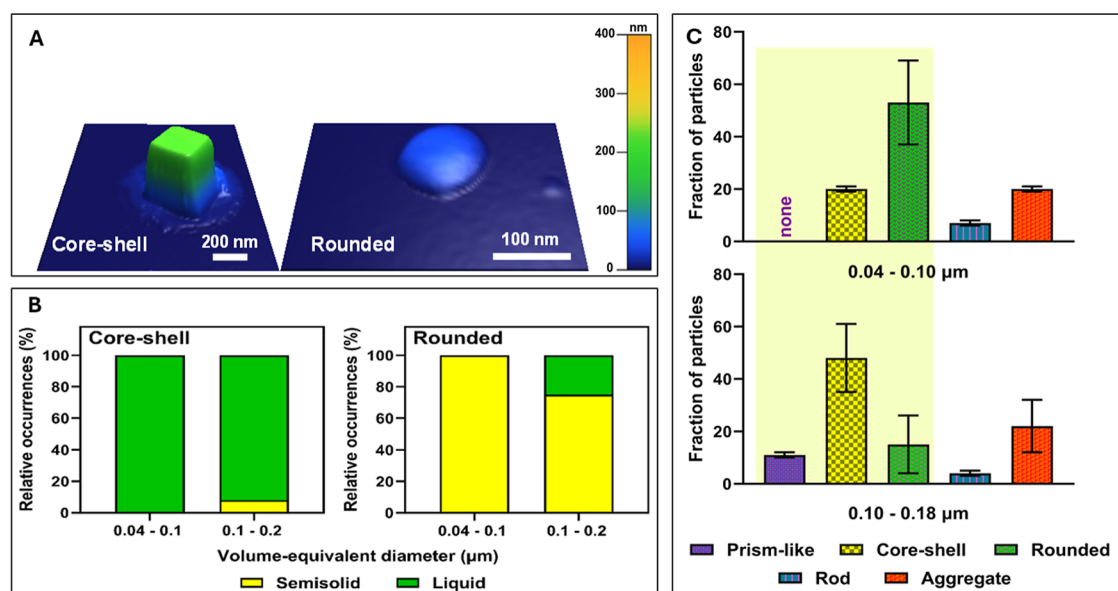 A
nm
400
300
200
100
0
Core-shell
200 nm
Rounded
100 nm
B
Relative occurrences (%)
Core-shell
100
80
60
40
20
0
0.04 - 0.1
0.1 - 0.2
Relative occurrences (%)
Rounded
100
80
60
40
20
0
0.04 - 0.1
0.1 - 0.2
Volume-equivalent diameter (µm)
Semisolid
Liquid
C
Fraction of particles
80
60
40
20
0
none
0.04 - 0.10 µm
Fraction of particles
80
60
40
20
0
0.10 - 0.18 µm
Prism-like
Core-shell
Rounded
Rod
Aggregate